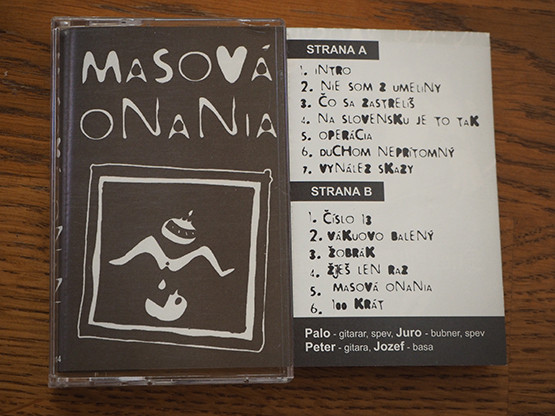 MASOVÁ
ONANIA
STRANA A
1. INTRO
2. NIE SOM Z UMELINY
3. ČO SA ZASTRELÍŠ
4. NA SLOVENSKU JE TO TAK
5. OPERÁCIA
6. DUCHOM NEPRÍTOMNÝ
7. VYNÁLEZ SKAZY
STRANA B
1. ČÍSLO 13
2. VÁKUOVO BALENÝ
3. ŽOBRÁK
4. ŽJEŠ LEN RAZ
5. MASOVÁ ONANIA
6. 100 KRÁT
Palo - gitarar, spev, Juro - bubner, spev
Peter - gitara, Jozef - basa